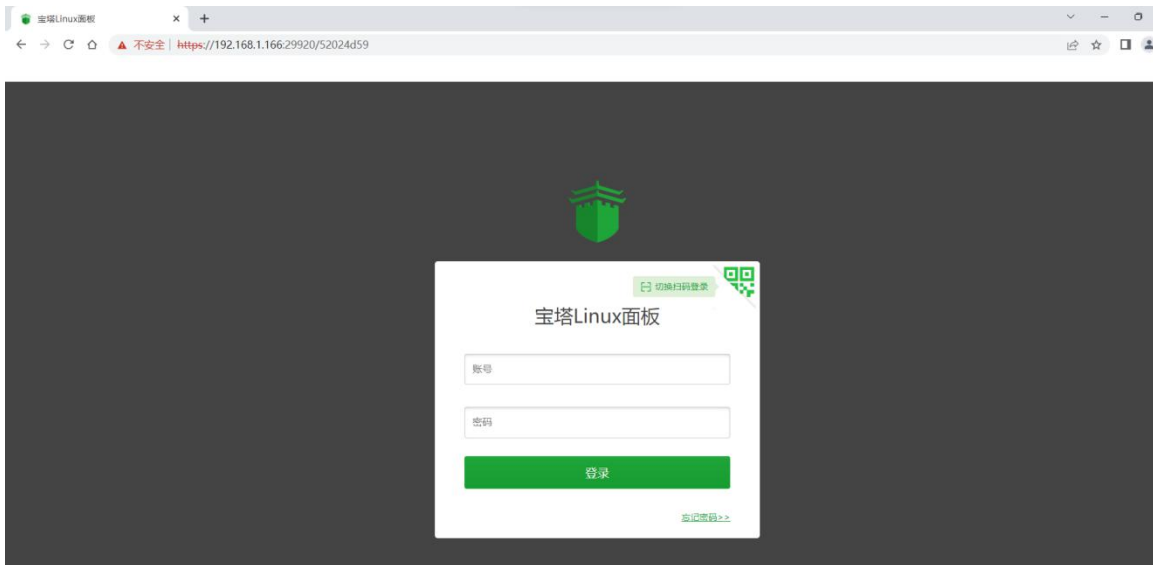 宝塔Linux面板
不安全 https://192.168.1.166:29920/52024d59
切换扫码登录
宝塔Linux面板
账号
密码
登录
忘记密码>>